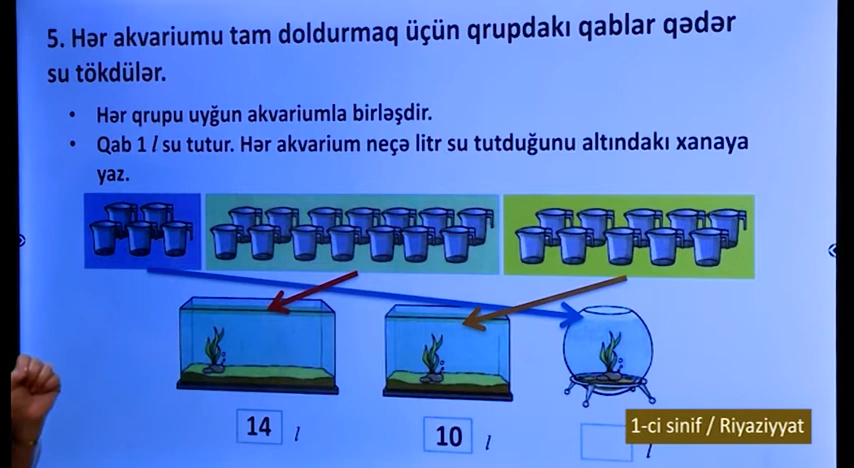 5. Hər akvariumu tam doldurmaq üçün qrupdakı qablar qədər
su tökdülər.
• Hər qrupu uyğun akvariumla birləşdir.
• Qab 1 l su tutur. Hər akvarium neçə litr su tutduğunu altındakı xanaya
yaz.
14 l
10 l
l
1-ci sinif / Riyaziyyat